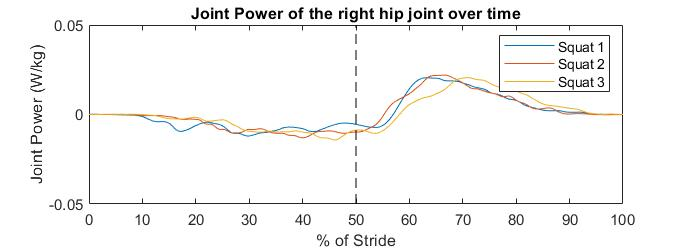 Joint Power of the right hip joint over time
0.05
Squat 1
Squat 2
Squat 3
Joint Power (W/kg)
0
-0.05
0 10 20 30 40 50 60 70 80 90 100
% of Stride